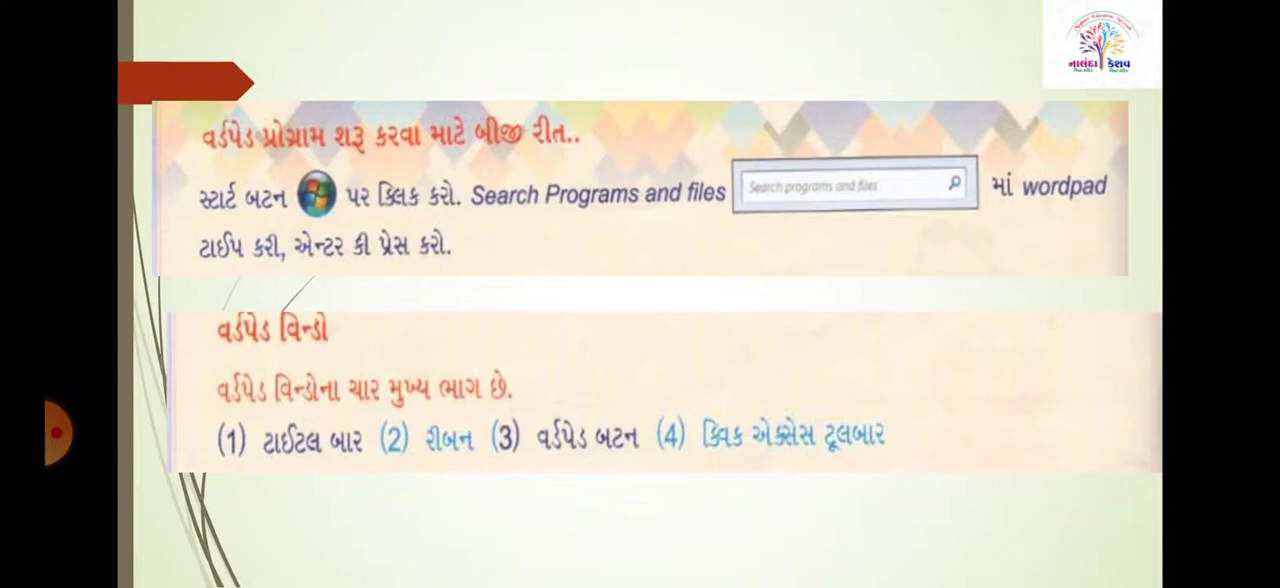 નાલંદા કેશવ
વર્ડપેડ પ્રોગ્રામ શરૂ કરવા માટે બીજી રીત..
સ્ટાર્ટ બટન પર ક્લિક કરો. Search Programs and files Search programs and files માં wordpad
ટાઈપ કરી, એન્ટર કી પ્રેસ કરો.
વર્ડપેડ વિન્ડો
વર્ડપેડ વિન્ડોના ચાર મુખ્ય ભાગ છે.
(1) ટાઈટલ બાર (2) રીબન (3) વર્ડપેડ બટન (4) ક્વિક એક્સેસ ટૂલબાર